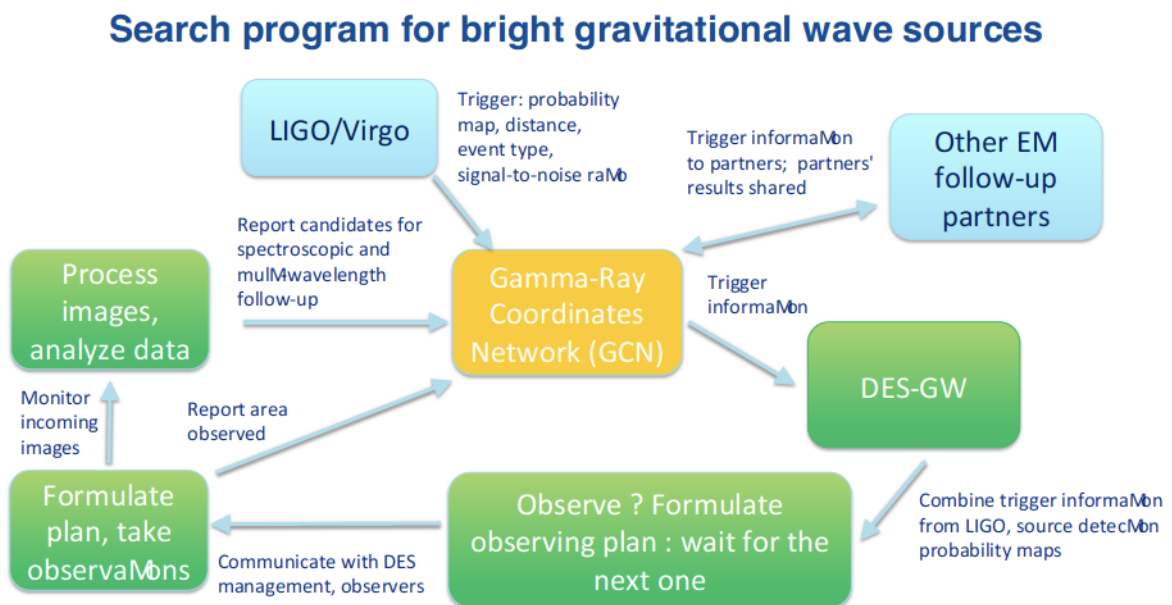 Search program for bright gravitational wave sources
LIGO/Virgo
Trigger: probability
map, distance,
event type,
signal-to-noise raMo
Trigger informaMon
to partners; partners'
results shared
Other EM
follow-up
partners
Report candidates for
spectroscopic and
mulM-wavelength
follow-up
Process
images,
analyze data
Gamma-Ray
Coordinates
Network (GCN)
Trigger
informaMon
DES-GW
Monitor
incoming
images
Report area
observed
Formulate
plan, take
observaMons
Communicate with DES
management, observers
Observe ? Formulate
observing plan : wait for the
next one
Combine trigger informaMon
from LIGO, source detecMon
probability maps